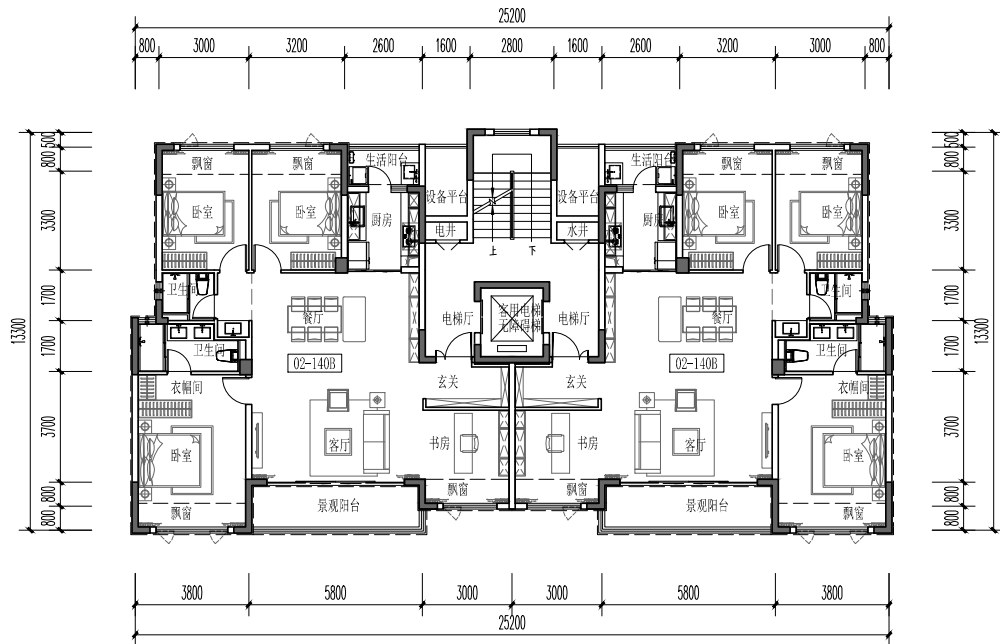 25200
800 3000 3200 2600 1600 2800 1600 2600 3200 3000 800
500
800
3300
1700
1700
3700
800
800
13300
500
800
3300
1700
1700
3700
800
800
13300
飘窗 飘窗 生活阳台 生活阳台 飘窗 飘窗
设备平台 设备平台
卧室 卧室 厨房 厨房 卧室 卧室
电井 水井
上 下
卫生间 卫生间
餐厅 电梯厅 客用电梯 电梯厅 餐厅
无障碍梯
卫生间 卫生间
02-140B 02-140B
衣帽间 玄关 玄关 衣帽间
卧室 客厅 书房 书房 客厅 卧室
飘窗 飘窗
飘窗 景观阳台 景观阳台 飘窗
3800 5800 3000 3000 5800 3800
25200